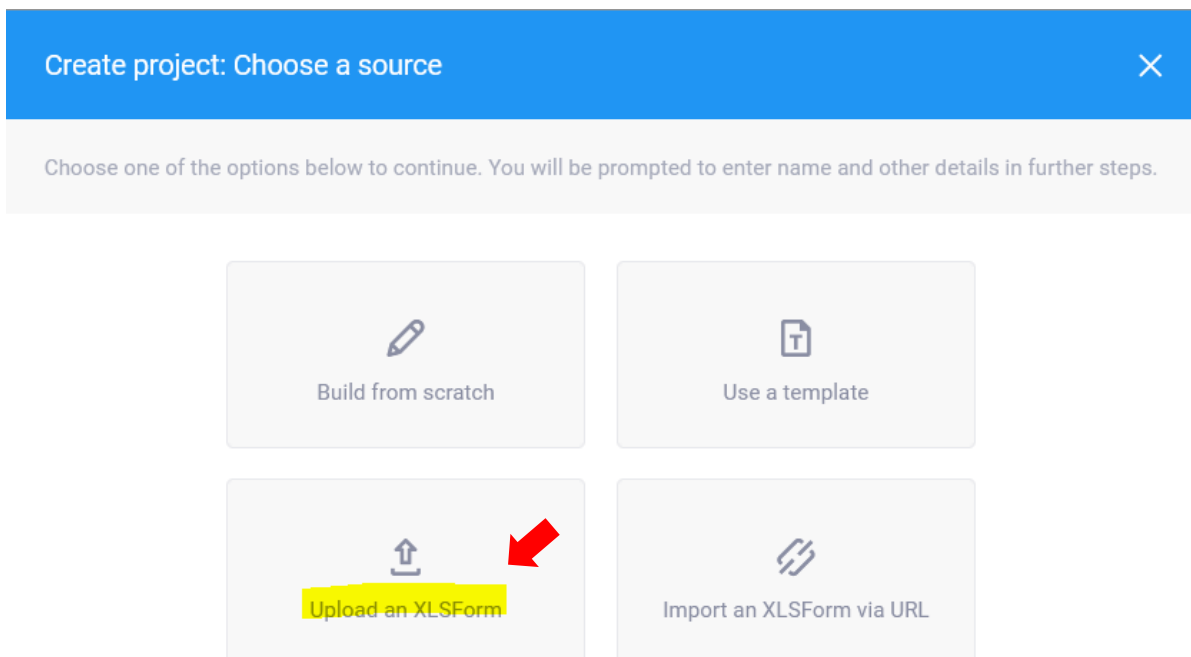 Create project: Choose a source
Choose one of the options below to continue. You will be prompted to enter name and other details in further steps.
Build from scratch
Use a template
Upload an XLSForm
Import an XLSForm via URL